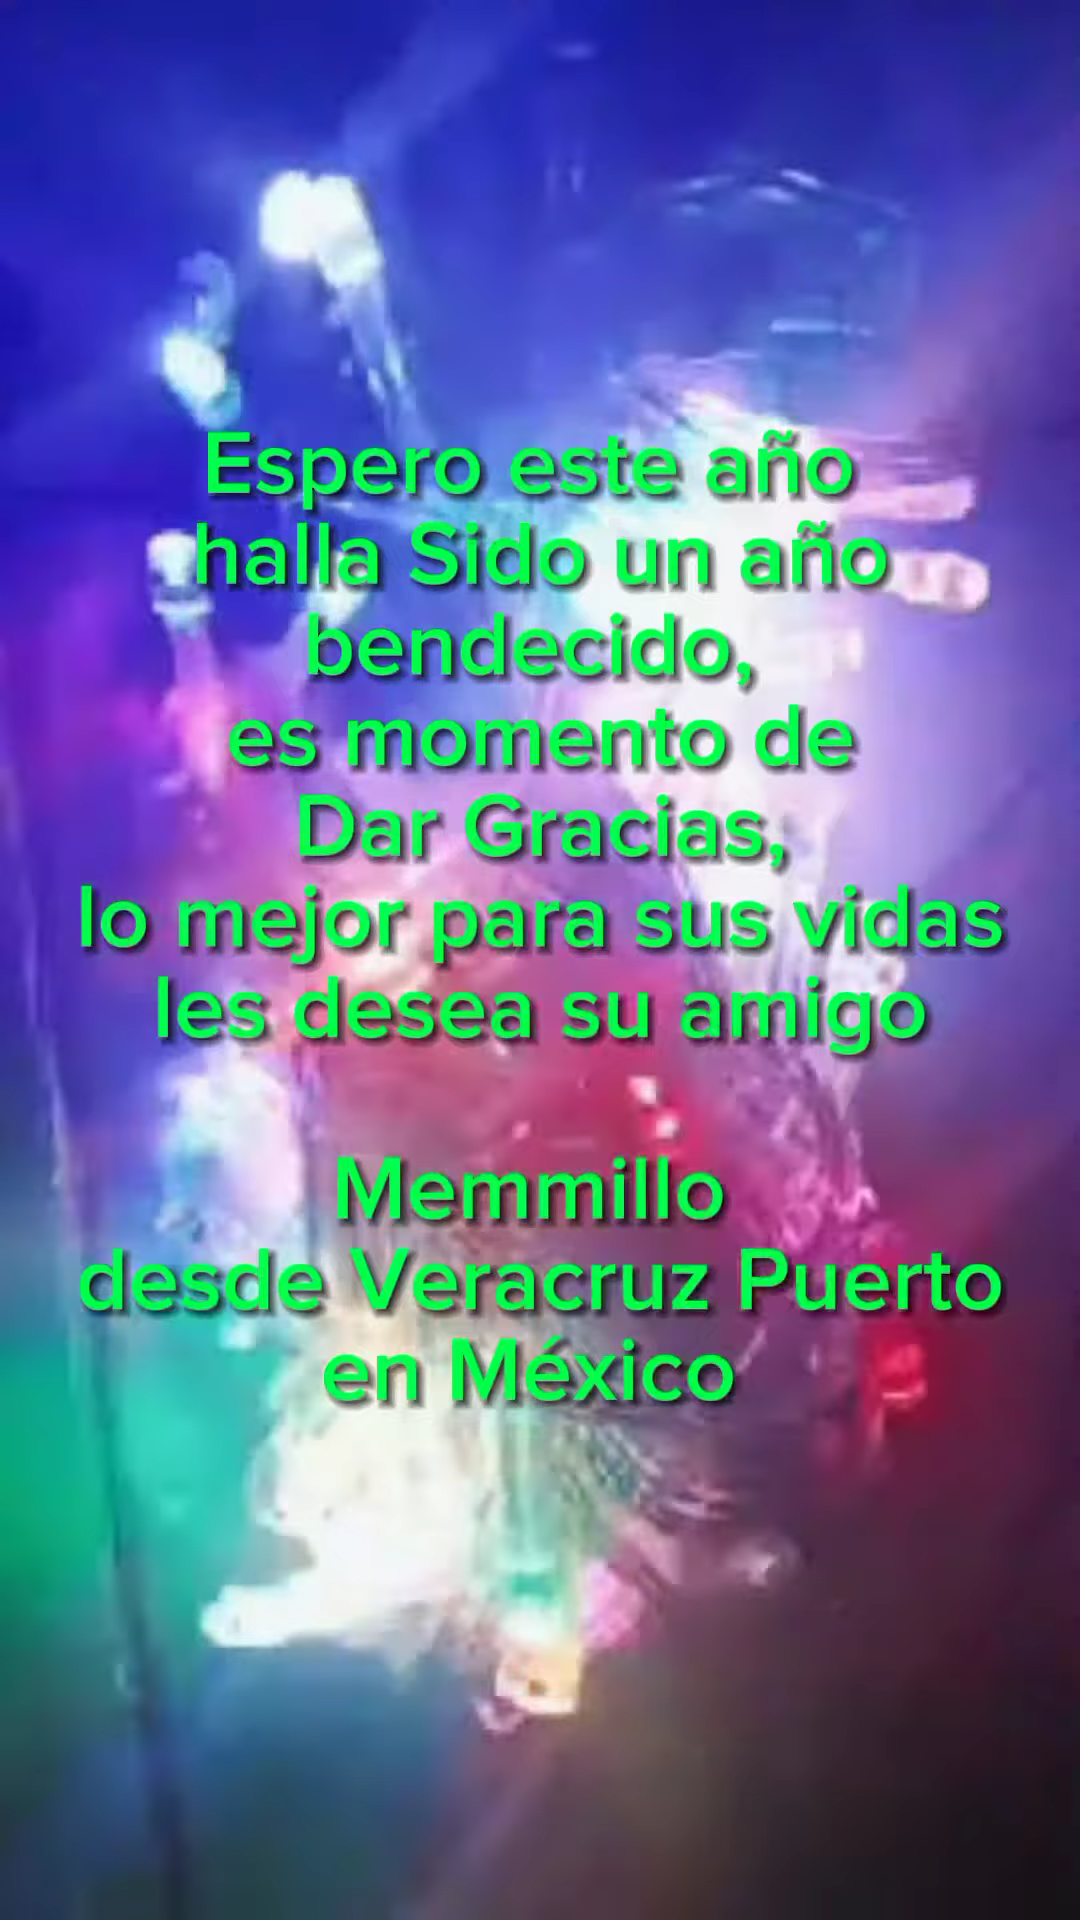 Espero este año
halla Sido un año
bendecido,
es momento de
Dar Gracias,
lo mejor para sus vidas
les desea su amigo
Memmillo
desde Veracruz Puerto
en México